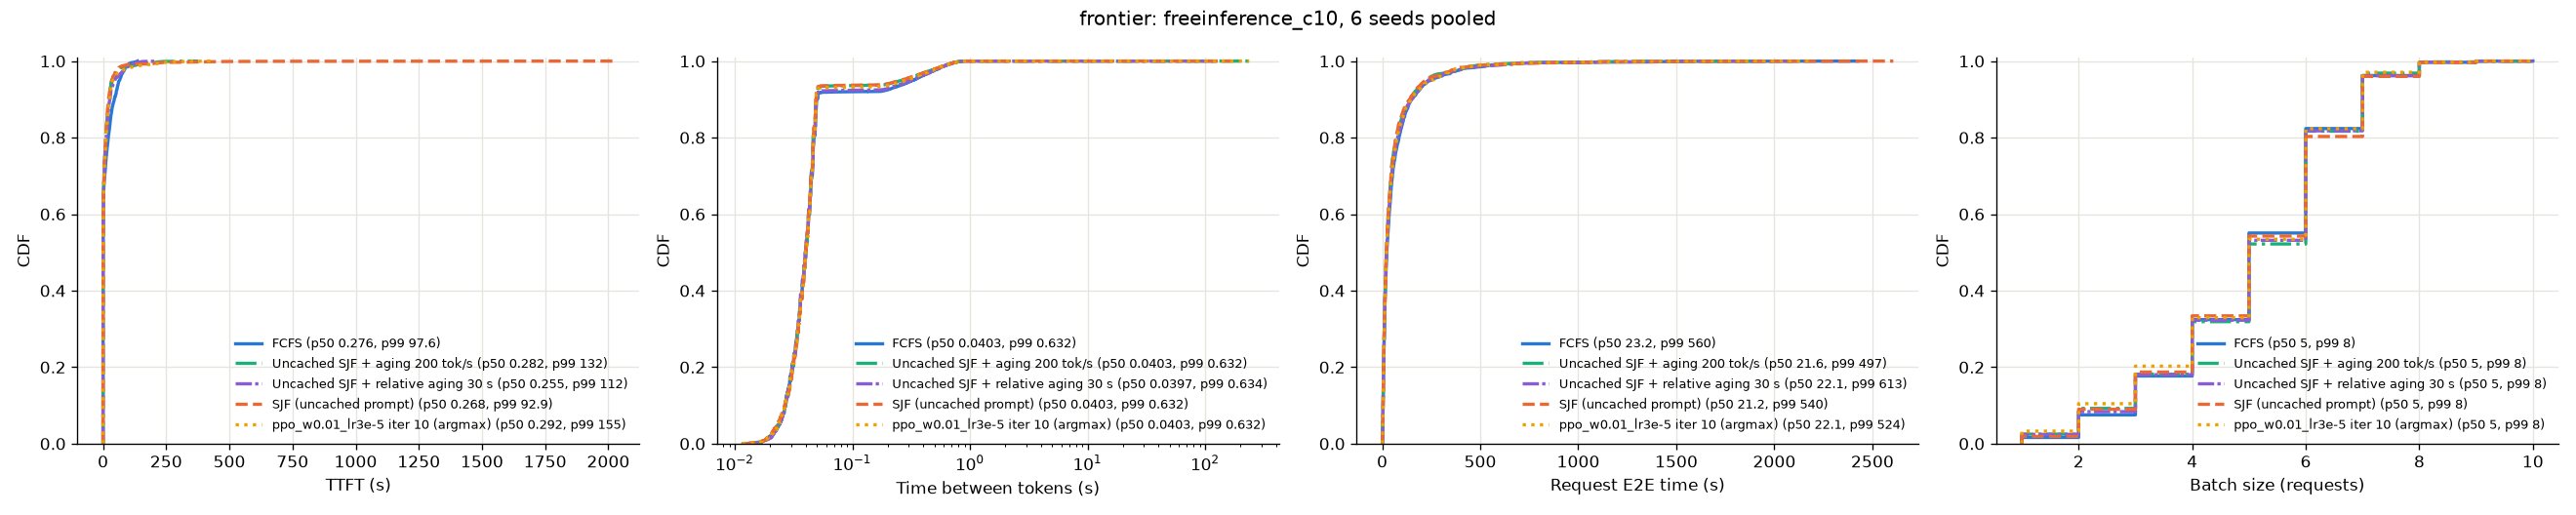 frontier: freeinference_c10, 6 seeds pooled
1.0
0.8
0.6
0.4
0.2
0.0
CDF
FCFS (p50 0.276, p99 97.6)
Uncached SJF + aging 200 tok/s (p50 0.282, p99 132)
Uncached SJF + relative aging 30 s (p50 0.255, p99 112)
SJF (uncached prompt) (p50 0.268, p99 92.9)
ppo_w0.01_lr3e-5 iter 10 (argmax) (p50 0.292, p99 155)
0 250 500 750 1000 1250 1500 1750 2000
TTFT (s)
1.0
0.8
0.6
0.4
0.2
0.0
CDF
FCFS (p50 0.0403, p99 0.632)
Uncached SJF + aging 200 tok/s (p50 0.0403, p99 0.632)
Uncached SJF + relative aging 30 s (p50 0.0397, p99 0.634)
SJF (uncached prompt) (p50 0.0403, p99 0.632)
ppo_w0.01_lr3e-5 iter 10 (argmax) (p50 0.0403, p99 0.632)
10⁻² 10⁻¹ 10⁰ 10¹ 10²
Time between tokens (s)
1.0
0.8
0.6
0.4
0.2
0.0
CDF
FCFS (p50 23.2, p99 560)
Uncached SJF + aging 200 tok/s (p50 21.6, p99 497)
Uncached SJF + relative aging 30 s (p50 22.1, p99 613)
SJF (uncached prompt) (p50 21.2, p99 540)
ppo_w0.01_lr3e-5 iter 10 (argmax) (p50 22.1, p99 524)
0 500 1000 1500 2000 2500
Request E2E time (s)
1.0
0.8
0.6
0.4
0.2
0.0
CDF
FCFS (p50 5, p99 8)
Uncached SJF + aging 200 tok/s (p50 5, p99 8)
Uncached SJF + relative aging 30 s (p50 5, p99 8)
SJF (uncached prompt) (p50 5, p99 8)
ppo_w0.01_lr3e-5 iter 10 (argmax) (p50 5, p99 8)
2 4 6 8 10
Batch size (requests)